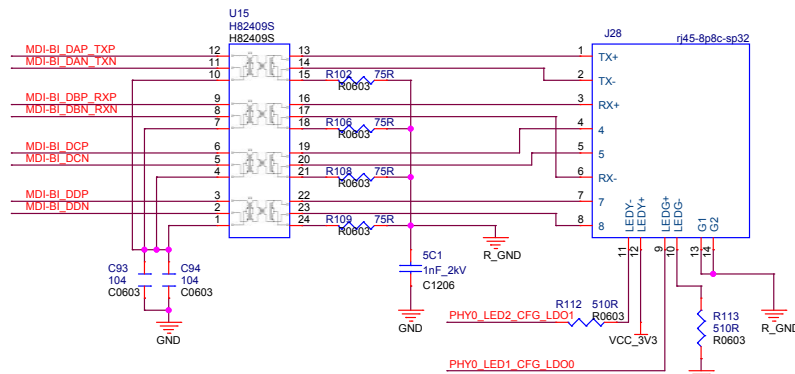 U15
H82409S
H82409S
J28
rj45-8p8c-sp32
MDI-BI_DAP_TXP 12 13 1 TX+
MDI-BI_DAN_TXN 11 14 2 TX-
10 15 R102 75R
R0603
MDI-BI_DBP_RXP 9 16 3 RX+
MDI-BI_DBN_RXN 8 17
7 18 R106 75R 4 4
R0603
MDI-BI_DCP 6 19 5 5
MDI-BI_DCN 5 20
4 21 R108 75R 6 RX-
R0603
MDI-BI_DDP 3 22 7 7
MDI-BI_DDN 2 23
1 24 R109 75R 8 8
R0603
LEDY- LEDY+ LEDG+ LEDG- G1 G2
11 12 9 10 13 14
R_GND
C93 C94
104 104
C0603 C0603
GND
5C1
1nF_2kV
C1206
GND
R112 510R
PHY0_LED2_CFG_LDO1 R0603
VCC_3V3
R113
510R
R0603
R_GND
PHY0_LED1_CFG_LDO0